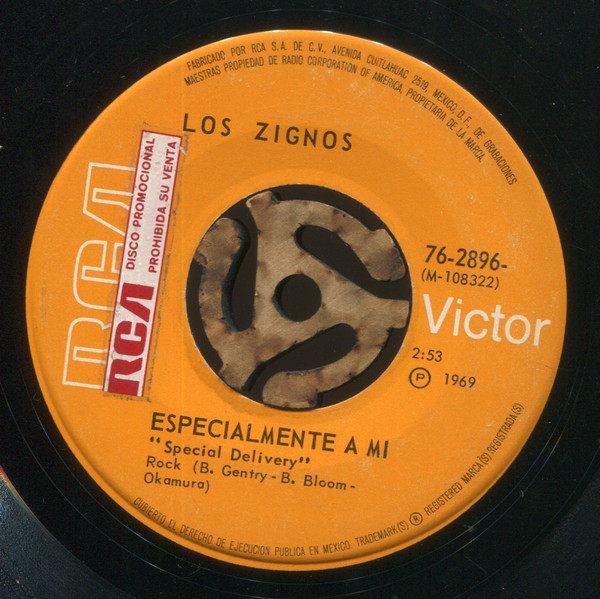 FABRICADO POR RCA S.A. DE C.V., AVENIDA CUITLAHUAC 2519, MEXICO, D.F., DE GRABACIONES
MAESTRAS PROPIEDAD DE RADIO CORPORATION OF AMERICA, PROPIETARIA DE LA MARCA.
LOS ZIGNOS
RCA
RCA
DISCO PROMOCIONAL
PROHIBIDA SU VENTA
76-2896-
(M-108322)
Victor
2:53
Ⓟ 1969
ESPECIALMENTE A MI
"Special Delivery"
Rock (B. Gentry - B. Bloom-
Okamura)
CUBIERTO EL DERECHO DE EJECUCION PUBLICA EN MEXICO. TRADEMARK(S) ® REGISTERED MARCA(S) REGISTRADA(S)